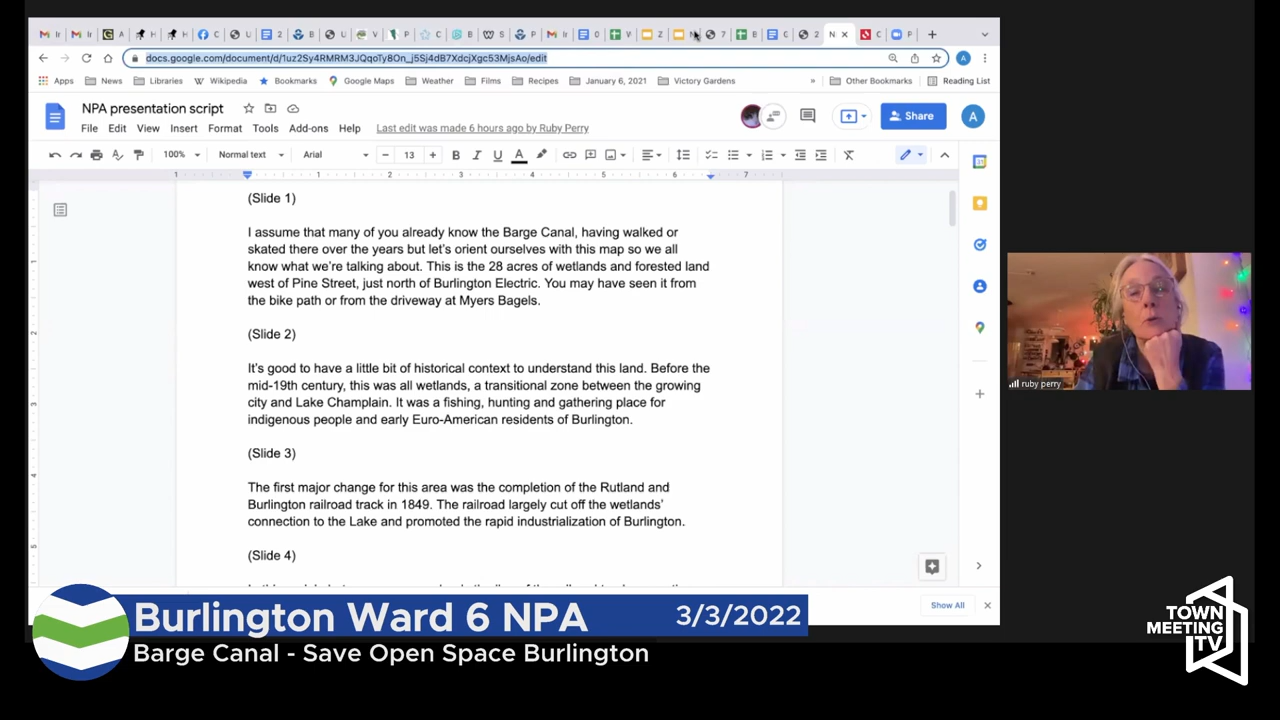 docs.google.com/document/d/1uz2Sy4RMRM3JQqoTy8On_j5Sj4dB7XdcjXgc53MjsAo/edit
Apps News Libraries Wikipedia Bookmarks Google Maps Weather Films Recipes January 6, 2021 Victory Gardens » Other Bookmarks Reading List
NPA presentation script
File Edit View Insert Format Tools Add-ons Help Last edit was made 6 hours ago by Ruby Perry
Share A
100% Normal text Arial 13
1 1 2 3 4 5 6 7
(Slide 1)
I assume that many of you already know the Barge Canal, having walked or
skated there over the years but let's orient ourselves with this map so we all
know what we're talking about. This is the 28 acres of wetlands and forested land
west of Pine Street, just north of Burlington Electric. You may have seen it from
the bike path or from the driveway at Myers Bagels.
(Slide 2)
It's good to have a little bit of historical context to understand this land. Before the
mid-19th century, this was all wetlands, a transitional zone between the growing
city and Lake Champlain. It was a fishing, hunting and gathering place for
indigenous people and early Euro-American residents of Burlington.
(Slide 3)
The first major change for this area was the completion of the Rutland and
Burlington railroad track in 1849. The railroad largely cut off the wetlands'
connection to the Lake and promoted the rapid industrialization of Burlington.
(Slide 4)
Show All
ruby perry
Burlington Ward 6 NPA 3/3/2022
Barge Canal - Save Open Space Burlington
TOWN
MEETING
TV